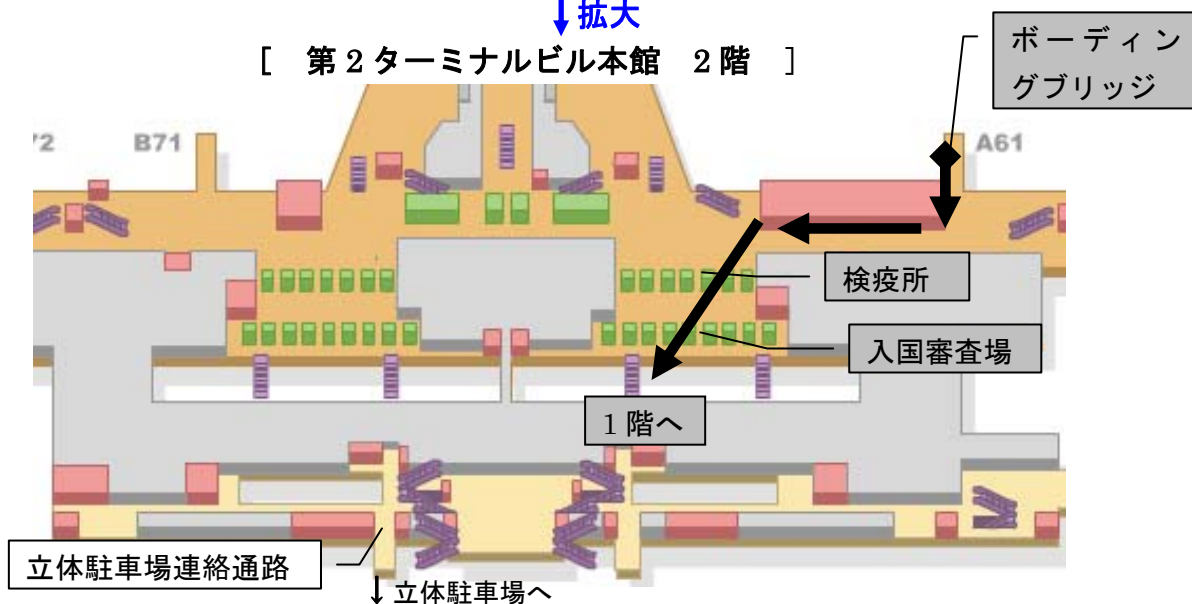 ↓拡大
[ 第2ターミナルビル本館 2階 ]
ボーディン
グブリッジ
72
B71
A61
検疫所
入国審査場
1階へ
立体駐車場連絡通路
↓立体駐車場へ